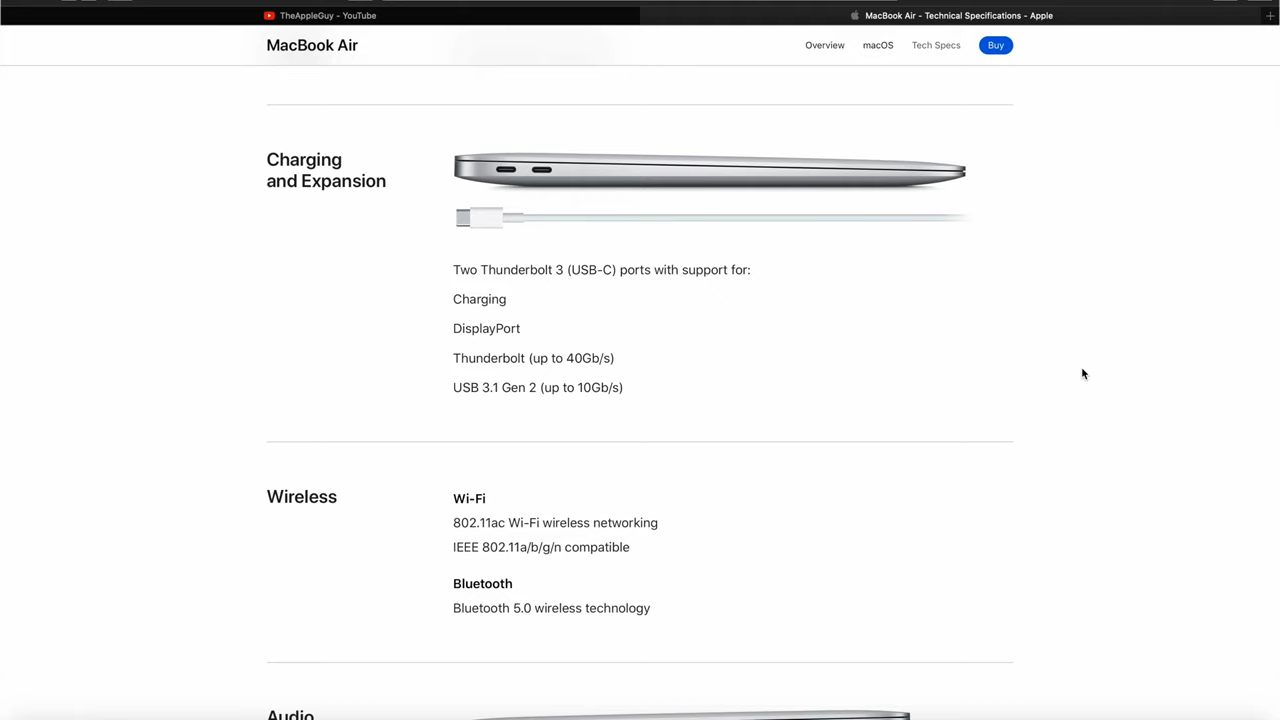 TheAppleGuy - YouTube
MacBook Air - Technical Specifications - Apple
MacBook Air
Overview
macOS
Tech Specs
Buy
Charging
and Expansion
Two Thunderbolt 3 (USB-C) ports with support for:
Charging
DisplayPort
Thunderbolt (up to 40Gb/s)
USB 3.1 Gen 2 (up to 10Gb/s)
Wireless
Wi-Fi
802.11ac Wi-Fi wireless networking
IEEE 802.11a/b/g/n compatible
Bluetooth
Bluetooth 5.0 wireless technology
Audio